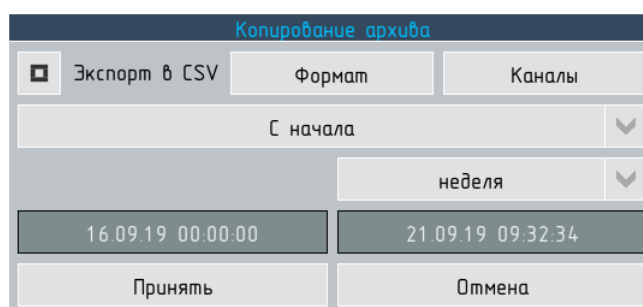 Копирование архива
Экспорт в CSV Формат Каналы
С начала
неделя
16.09.19 00:00:00 21.09.19 09:32:34
Принять Отмена